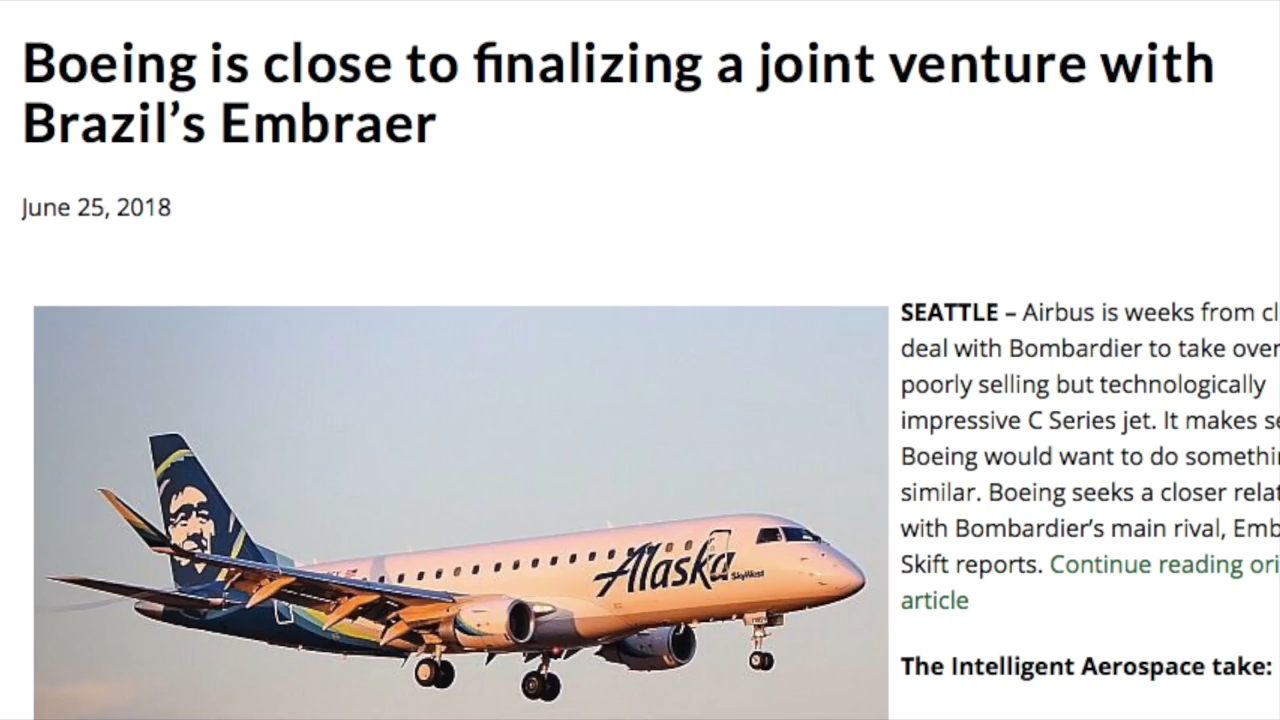 Boeing is close to finalizing a joint venture with
Brazil’s Embraer
June 25, 2018
SEATTLE – Airbus is weeks from cl
deal with Bombardier to take over
poorly selling but technologically
impressive C Series jet. It makes se
Boeing would want to do somethin
similar. Boeing seeks a closer relat
with Bombardier’s main rival, Emb
Skift reports. Continue reading ori
article
The Intelligent Aerospace take:
Alaska
SkyWest